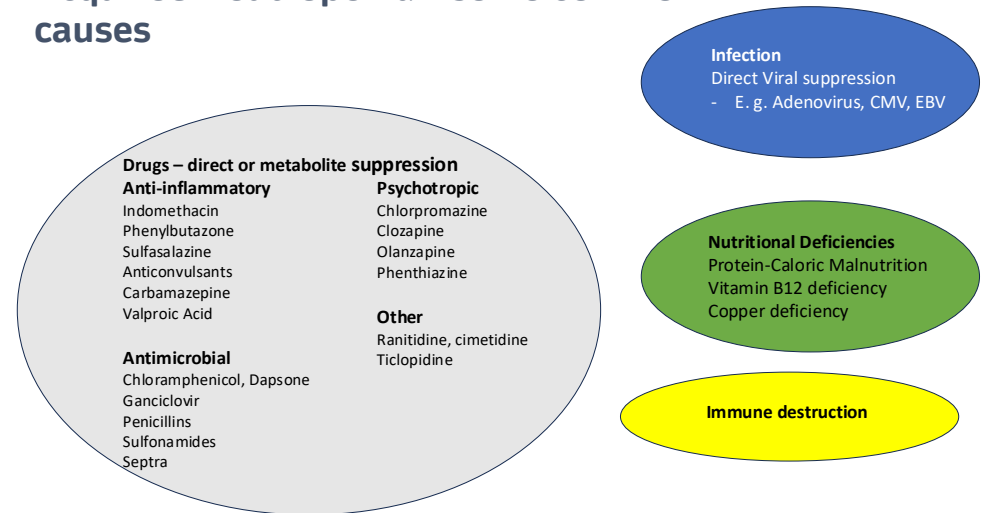 causes
Infection
Direct Viral suppression
- E. g. Adenovirus, CMV, EBV
Drugs – direct or metabolite suppression
Anti-inflammatory
Indomethacin
Phenylbutazone
Sulfasalazine
Anticonvulsants
Carbamazepine
Valproic Acid
Antimicrobial
Chloramphenicol, Dapsone
Ganciclovir
Penicillins
Sulfonamides
Septra
Psychotropic
Chlorpromazine
Clozapine
Olanzapine
Phenthiazine
Other
Ranitidine, cimetidine
Ticlopidine
Nutritional Deficiencies
Protein-Caloric Malnutrition
Vitamin B12 deficiency
Copper deficiency
Immune destruction